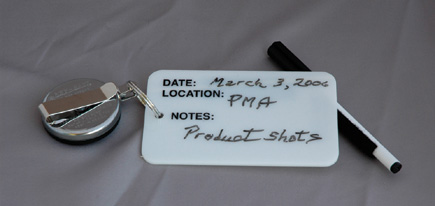 DATE: March 3, 2006
LOCATION: PMA
NOTES:
Product shots